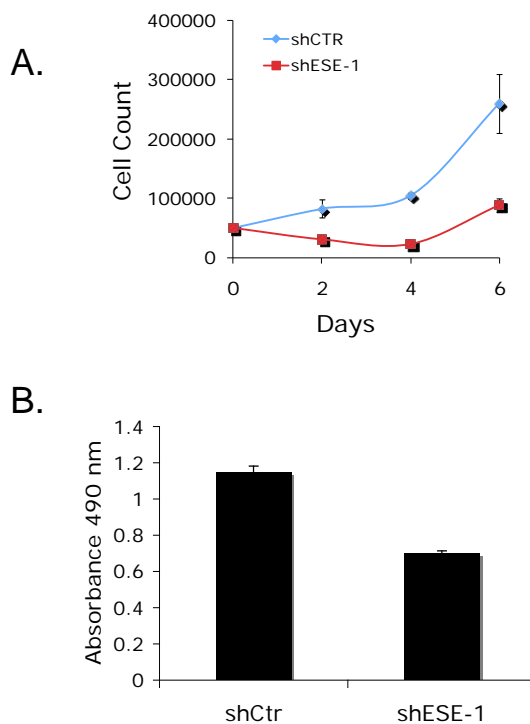 A.
shCTR
shESE-1
Cell Count
400000
300000
200000
100000
0
0 2 4 6
Days
B.
Absorbance 490 nm
1.4
1.2
1
0.8
0.6
0.4
0.2
0
shCtr shESE-1